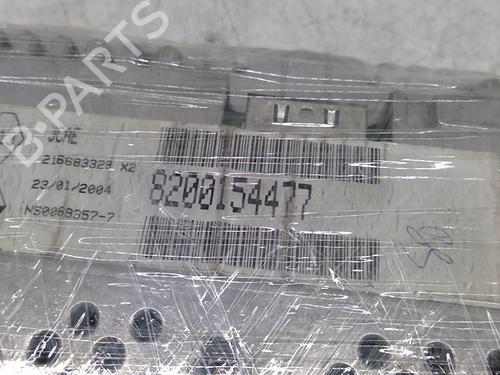 B-PARTS
JCAE
216683328 X2
23/01/2004
NS0069357-7
8200154477